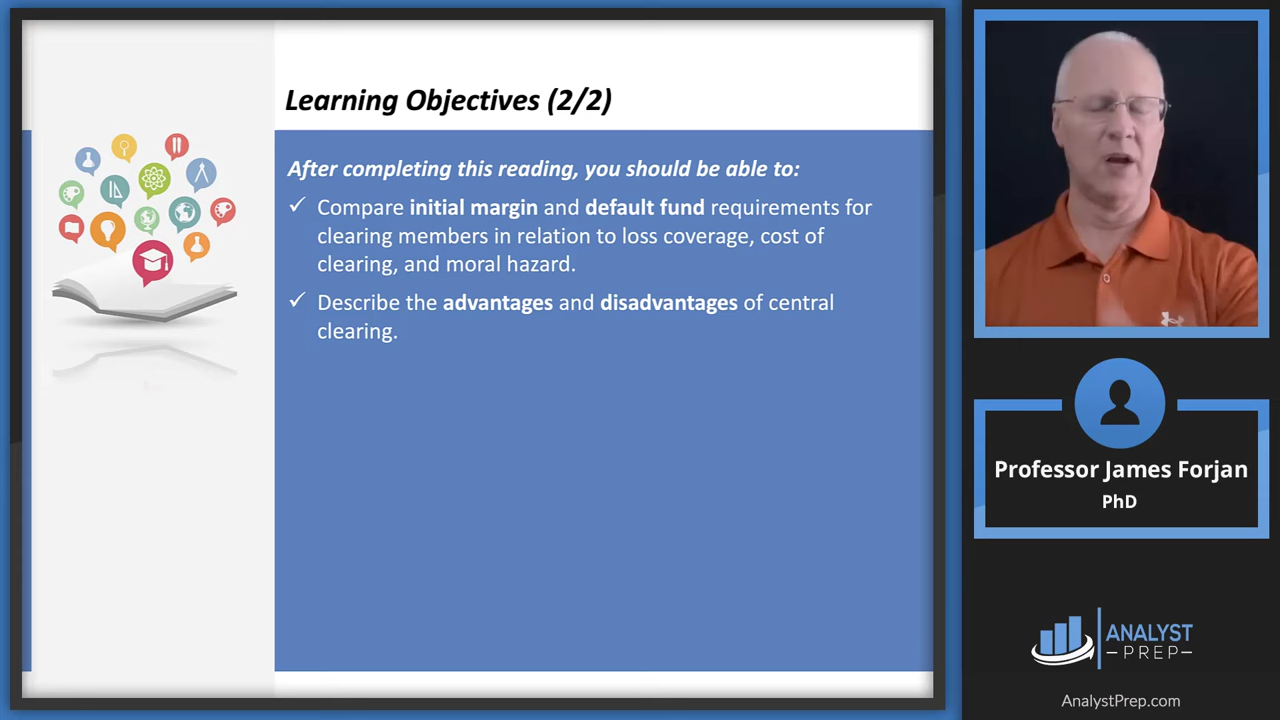 Learning Objectives (2/2)
After completing this reading, you should be able to:
✓ Compare initial margin and default fund requirements for
clearing members in relation to loss coverage, cost of
clearing, and moral hazard.
✓ Describe the advantages and disadvantages of central
clearing.
Professor James Forjan
PhD
ANALYST
PREP
AnalystPrep.com